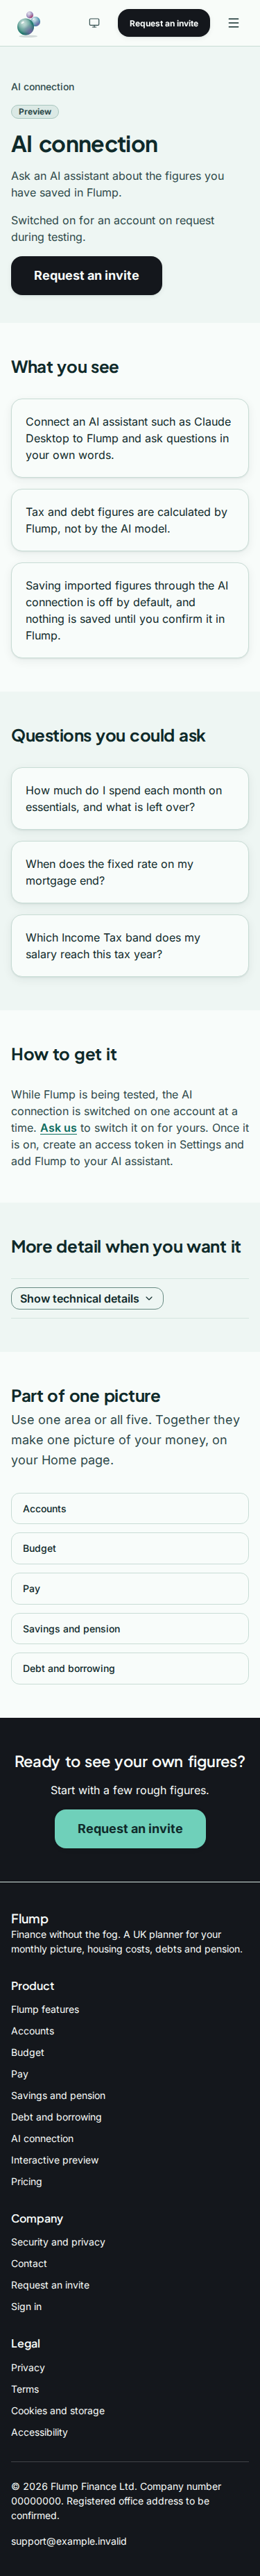 Request an invite
AI connection
Preview
AI connection
Ask an AI assistant about the figures you
have saved in Flump.
Switched on for an account on request
during testing.
Request an invite
What you see
Connect an AI assistant such as Claude
Desktop to Flump and ask questions in
your own words.
Tax and debt figures are calculated by
Flump, not by the AI model.
Saving imported figures through the AI
connection is off by default, and
nothing is saved until you confirm it in
Flump.
Questions you could ask
How much do I spend each month on
essentials, and what is left over?
When does the fixed rate on my
mortgage end?
Which Income Tax band does my
salary reach this tax year?
How to get it
While Flump is being tested, the AI
connection is switched on one account at a
time. Ask us to switch it on for yours. Once it
is on, create an access token in Settings and
add Flump to your AI assistant.
More detail when you want it
Show technical details
Part of one picture
Use one area or all five. Together they
make one picture of your money, on
your Home page.
Accounts
Budget
Pay
Savings and pension
Debt and borrowing
Ready to see your own figures?
Start with a few rough figures.
Request an invite
Flump
Finance without the fog. A UK planner for your
monthly picture, housing costs, debts and pension.
Product
Flump features
Accounts
Budget
Pay
Savings and pension
Debt and borrowing
AI connection
Interactive preview
Pricing
Company
Security and privacy
Contact
Request an invite
Sign in
Legal
Privacy
Terms
Cookies and storage
Accessibility
© 2026 Flump Finance Ltd. Company number
00000000. Registered office address to be
confirmed.
support@example.invalid